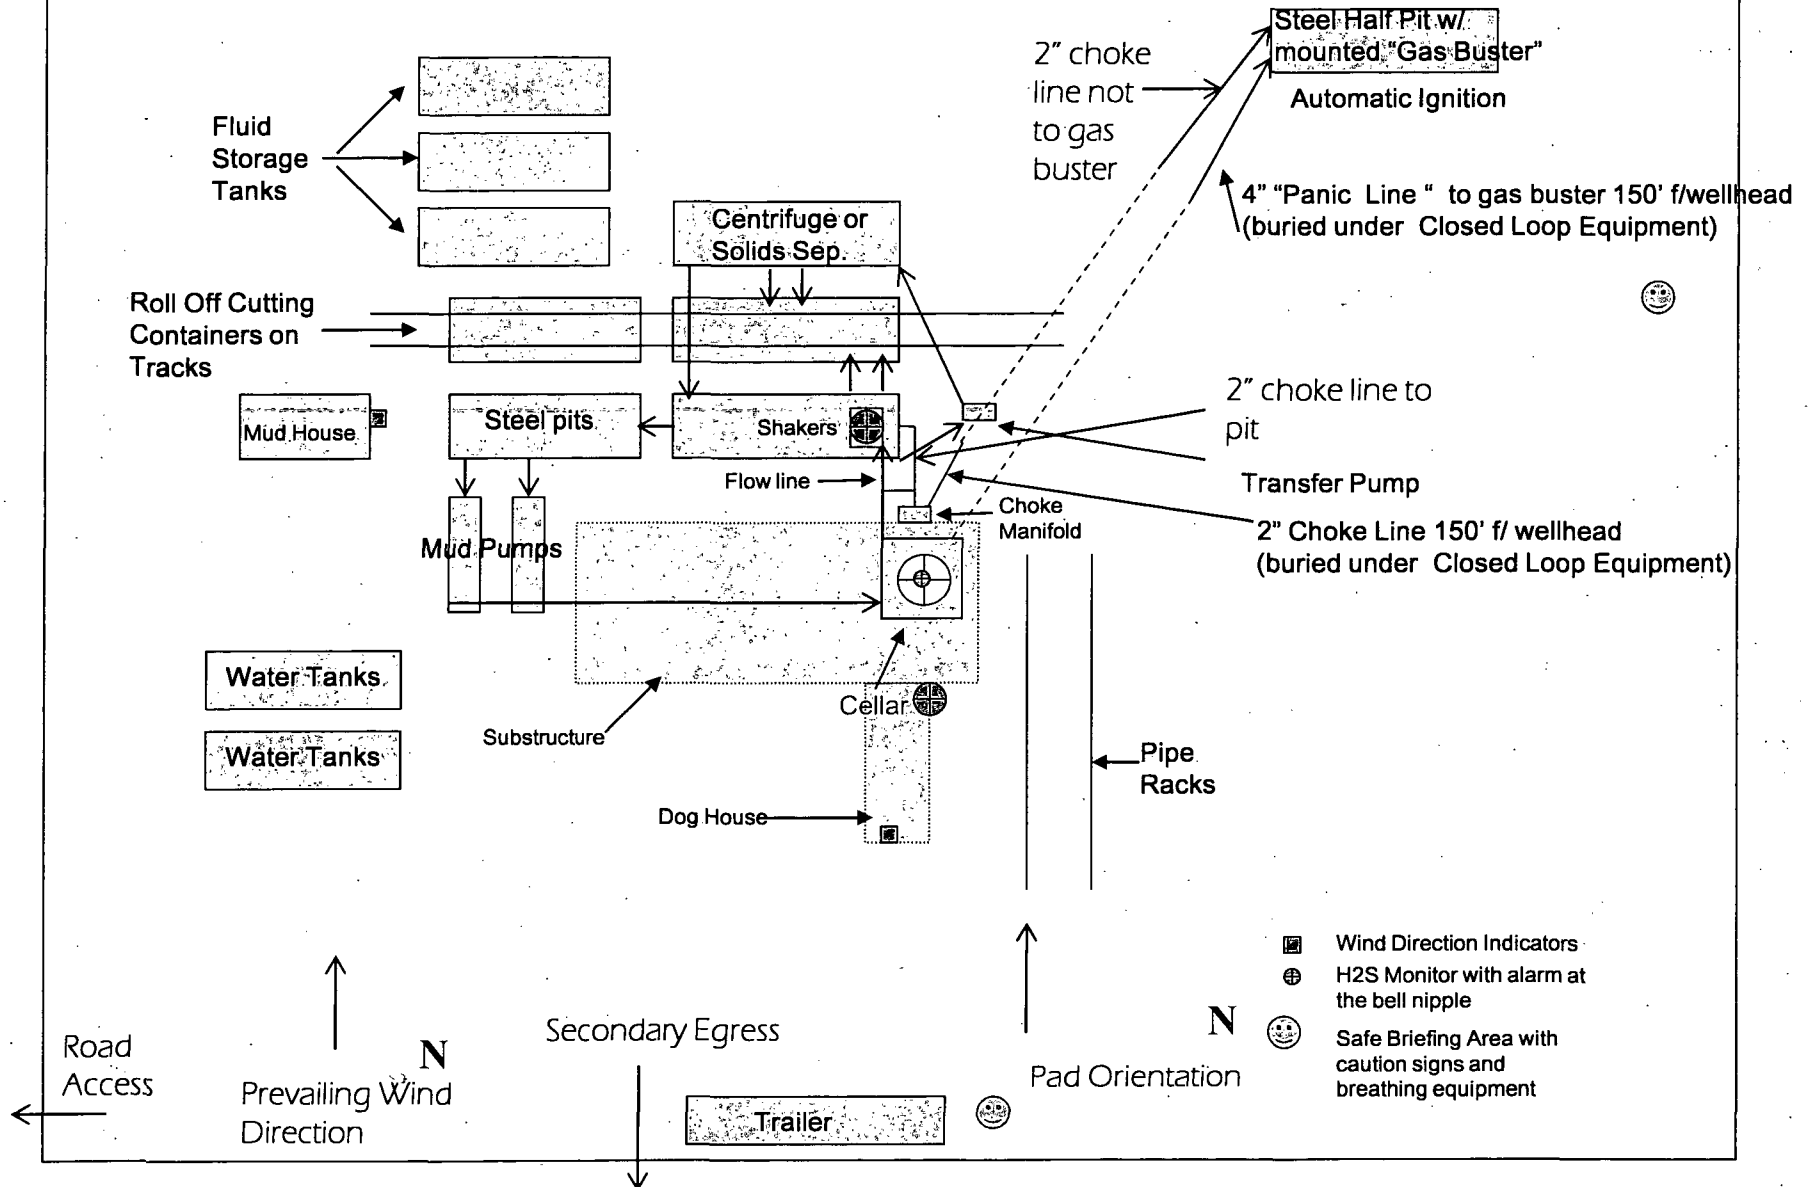 Steel Half Pit w/
mounted "Gas Buster"
Automatic Ignition
2" choke
line not
to gas
buster
Fluid
Storage
Tanks
4" "Panic Line " to gas buster 150' f/wellhead
(buried under Closed Loop Equipment)
Centrifuge or
Solids Sep.
Roll Off Cutting
Containers on
Tracks
2" choke line to
pit
Mud House
Steel pits
Shakers
Flow line
Transfer Pump
Choke
Manifold
2" Choke Line 150' f/ wellhead
(buried under Closed Loop Equipment)
Mud Pumps
Water Tanks
Cellar
Substructure
Water Tanks
Pipe
Racks
Dog House
Wind Direction Indicators
H2S Monitor with alarm at
the bell nipple
Safe Briefing Area with
caution signs and
breathing equipment
N
Pad Orientation
Secondary Egress
Road
Access
N
Prevailing Wind
Direction
Trailer